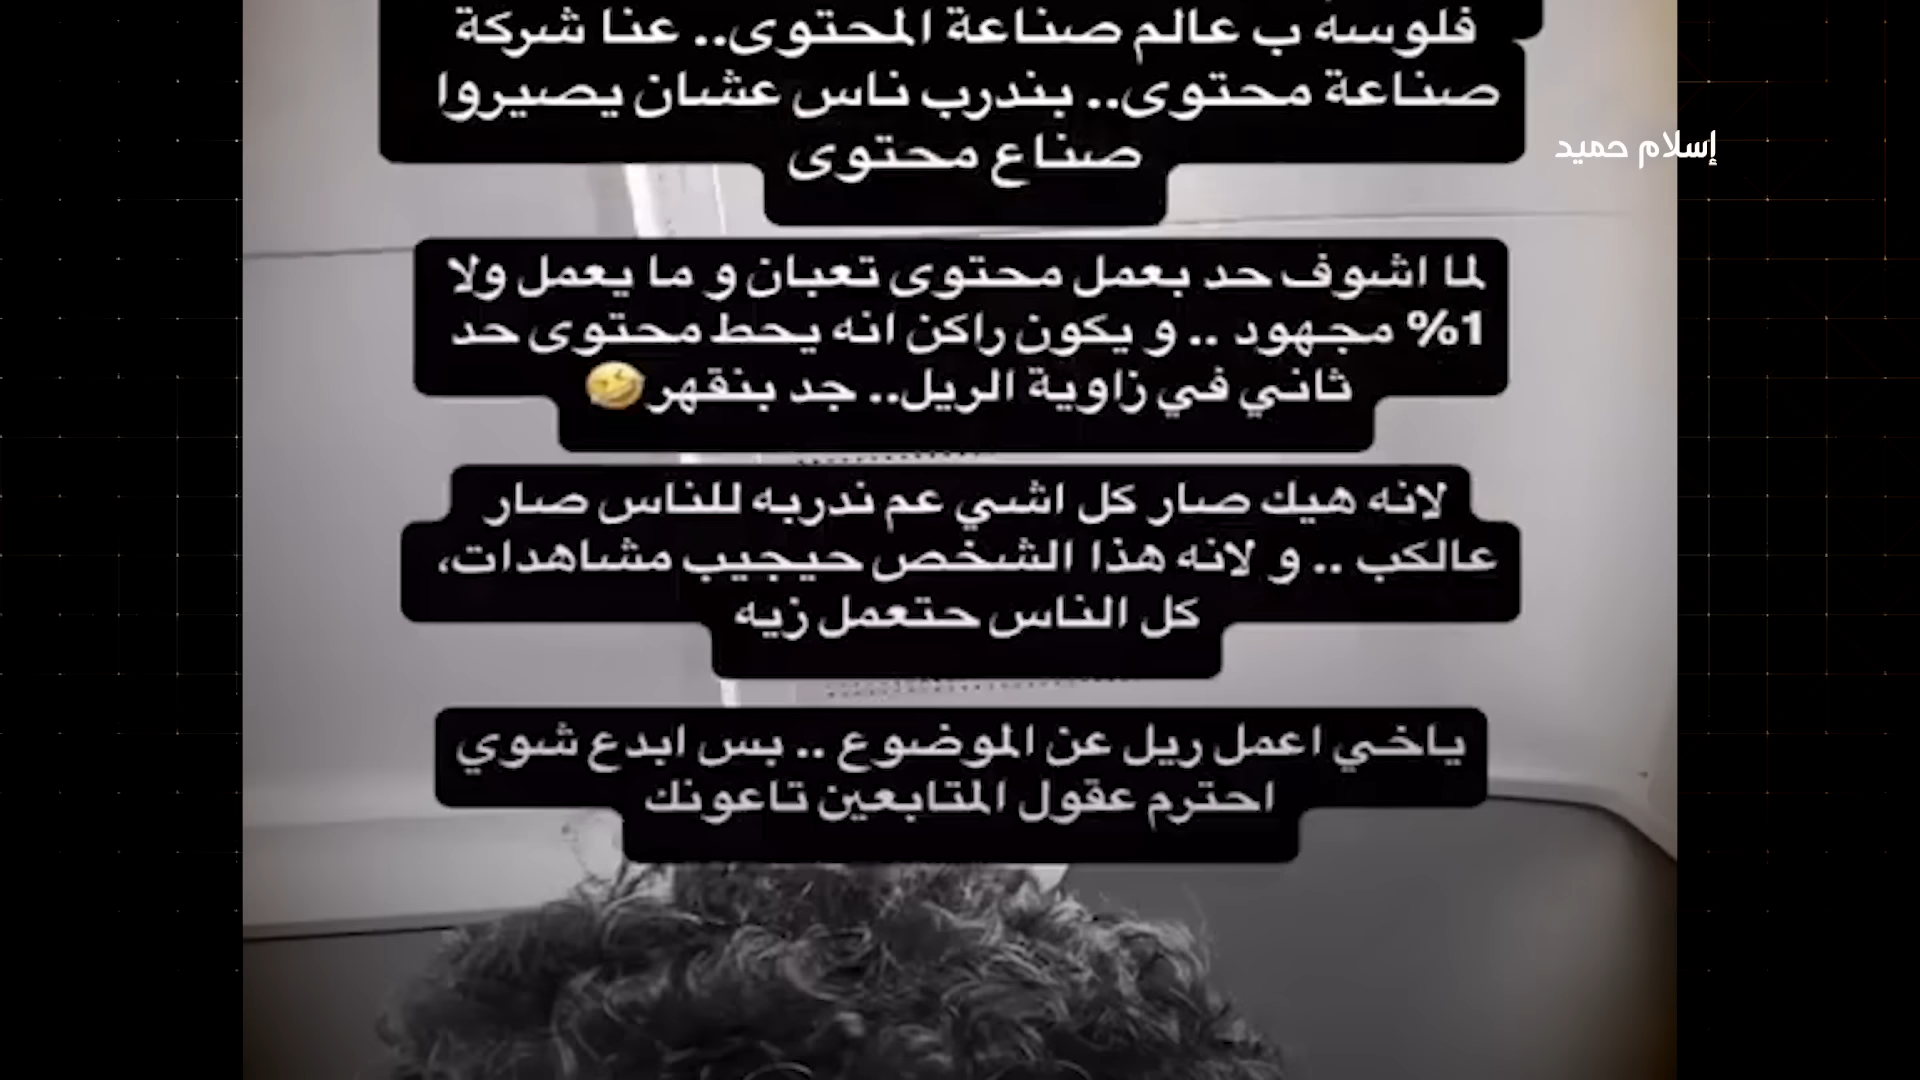 فلوسه ب عالم صناعة المحتوى.. عنا شركة
صناعة محتوى.. بندرب ناس عشان يصيروا
صناع محتوى
إسلام حميد
لما اشوف حد بعمل محتوى تعبان و ما يعمل ولا
1% مجهود .. و يكون راكن انه يحط محتوى حد
ثاني في زاوية الريل.. جد بنقهر🤣
لانه هيك صار كل اشي عم ندربه للناس صار
عالكب .. و لانه هذا الشخص حيجيب مشاهدات،
كل الناس حتعمل زيه
ياخي اعمل ريل عن الموضوع .. بس ابدع شوي
احترم عقول المتابعين تاعونك